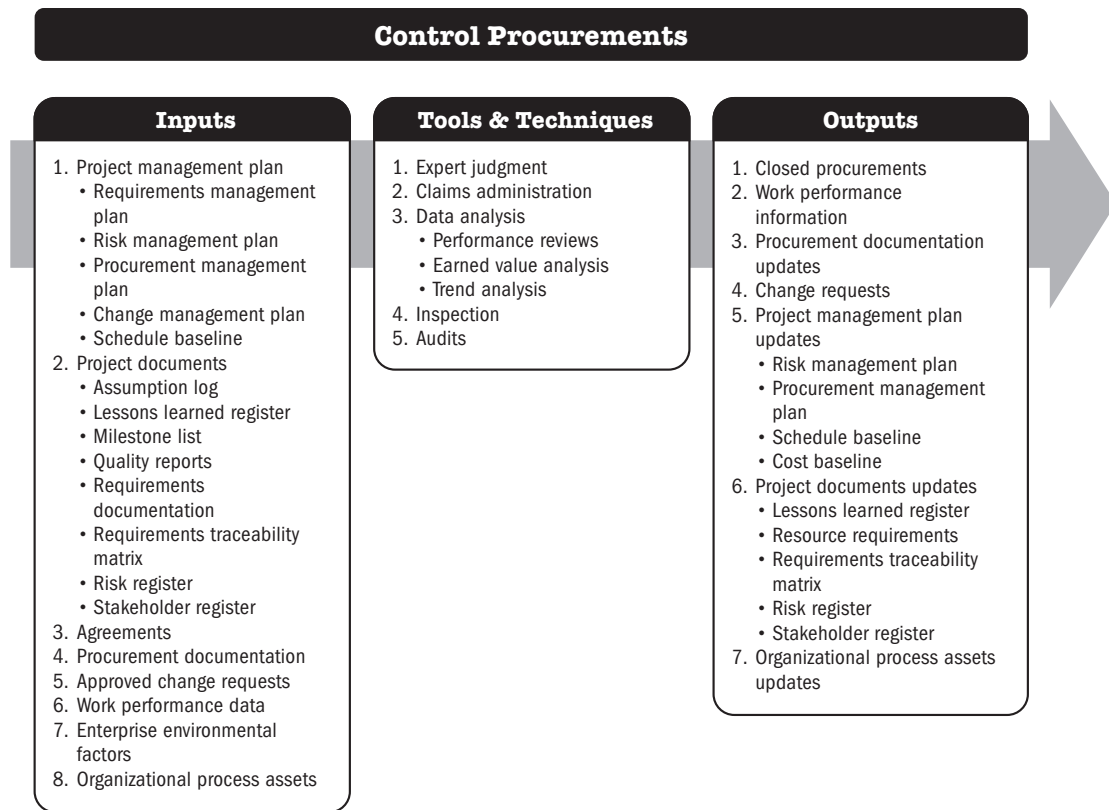 Control Procurements
Inputs
1. Project management plan
• Requirements management
plan
• Risk management plan
• Procurement management
plan
• Change management plan
• Schedule baseline
2. Project documents
• Assumption log
• Lessons learned register
• Milestone list
• Quality reports
• Requirements
documentation
• Requirements traceability
matrix
• Risk register
• Stakeholder register
3. Agreements
4. Procurement documentation
5. Approved change requests
6. Work performance data
7. Enterprise environmental
factors
8. Organizational process assets
Tools & Techniques
1. Expert judgment
2. Claims administration
3. Data analysis
• Performance reviews
• Earned value analysis
• Trend analysis
4. Inspection
5. Audits
Outputs
1. Closed procurements
2. Work performance
information
3. Procurement documentation
updates
4. Change requests
5. Project management plan
updates
• Risk management plan
• Procurement management
plan
• Schedule baseline
• Cost baseline
6. Project documents updates
• Lessons learned register
• Resource requirements
• Requirements traceability
matrix
• Risk register
• Stakeholder register
7. Organizational process assets
updates